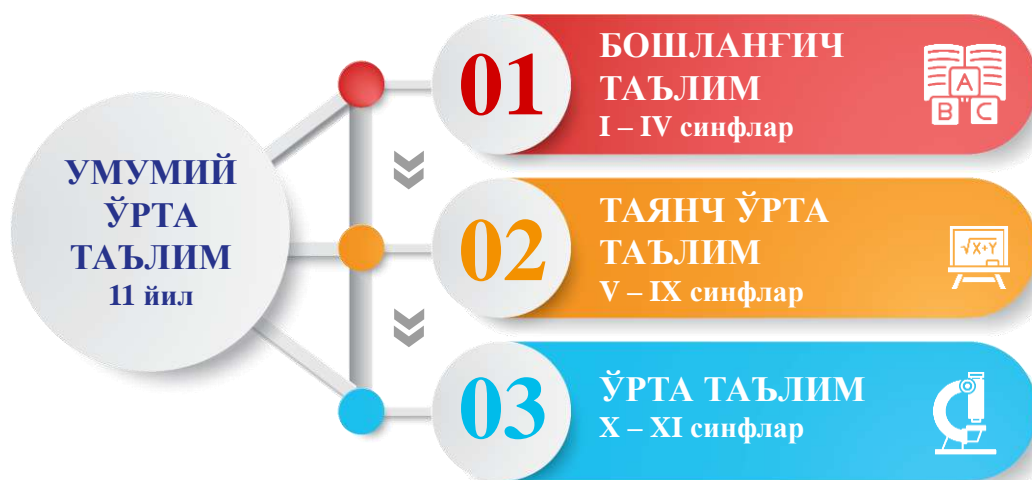 УМУМИЙ
ЎРТА
ТАЪЛИМ
11 йил
01
БОШЛАНҒИЧ
ТАЪЛИМ
I – IV синфлар
A
B C
02
ТАЯНЧ ЎРТА
ТАЪЛИМ
V – IX синфлар
√X+Y
03
ЎРТА ТАЪЛИМ
X – XI синфлар